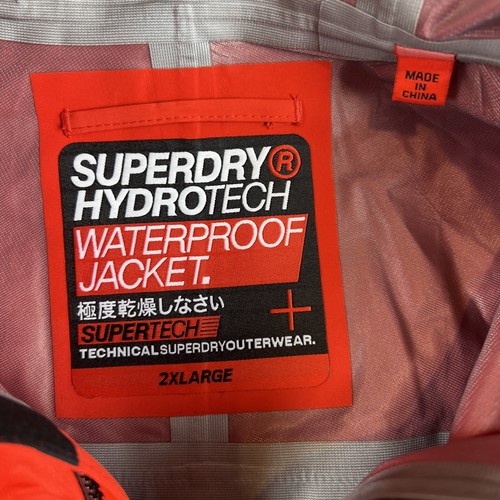 SUPERDRY®
HYDROTECH
WATERPROOF
JACKET.
極度乾燥しなさい
SUPERTECH
TECHNICALSUPERDRYOUTERWEAR.
2XLARGE
MADE
IN
CHINA